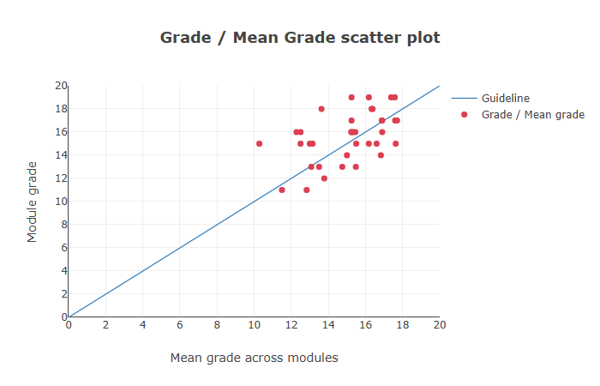 Grade / Mean Grade scatter plot
Guideline
Grade / Mean grade
Module grade
20
18
16
14
12
10
8
6
4
2
0
0 2 4 6 8 10 12 14 16 18 20
Mean grade across modules